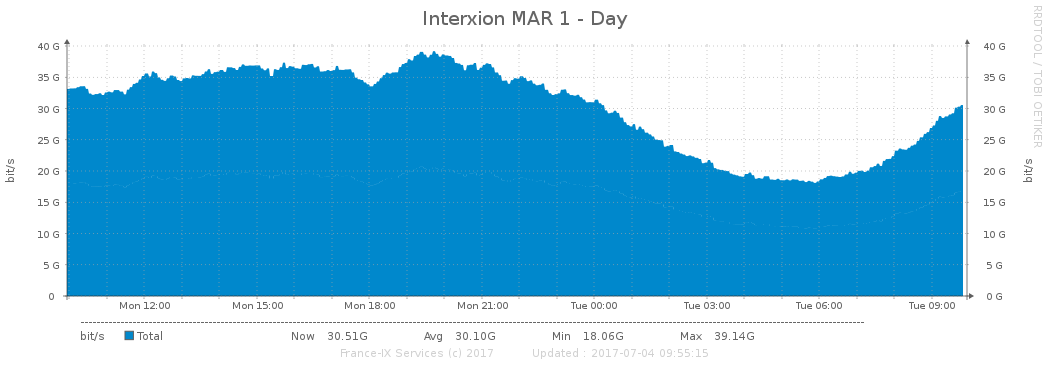 Interxion MAR 1 - Day
RRDTOOL / TOBI OETIKER
bit/s
40 G 40 G
35 G 35 G
30 G 30 G
25 G 25 G
20 G 20 G
15 G 15 G
10 G 10 G
5 G 5 G
0 0 G
bit/s
Mon 12:00 Mon 15:00 Mon 18:00 Mon 21:00 Tue 00:00 Tue 03:00 Tue 06:00 Tue 09:00
bit/s Total Now 30.51G Avg 30.10G Min 18.06G Max 39.14G
France-IX Services (c) 2017 Updated : 2017-07-04 09:55:15